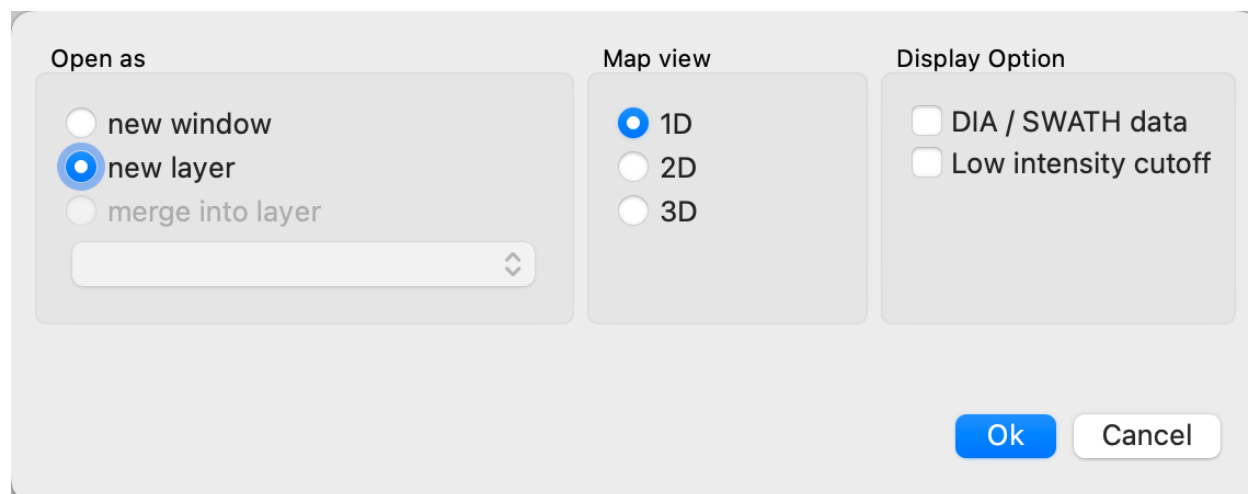 Open as
new window
new layer
merge into layer
Map view
1D
2D
3D
Display Option
DIA / SWATH data
Low intensity cutoff
Ok
Cancel